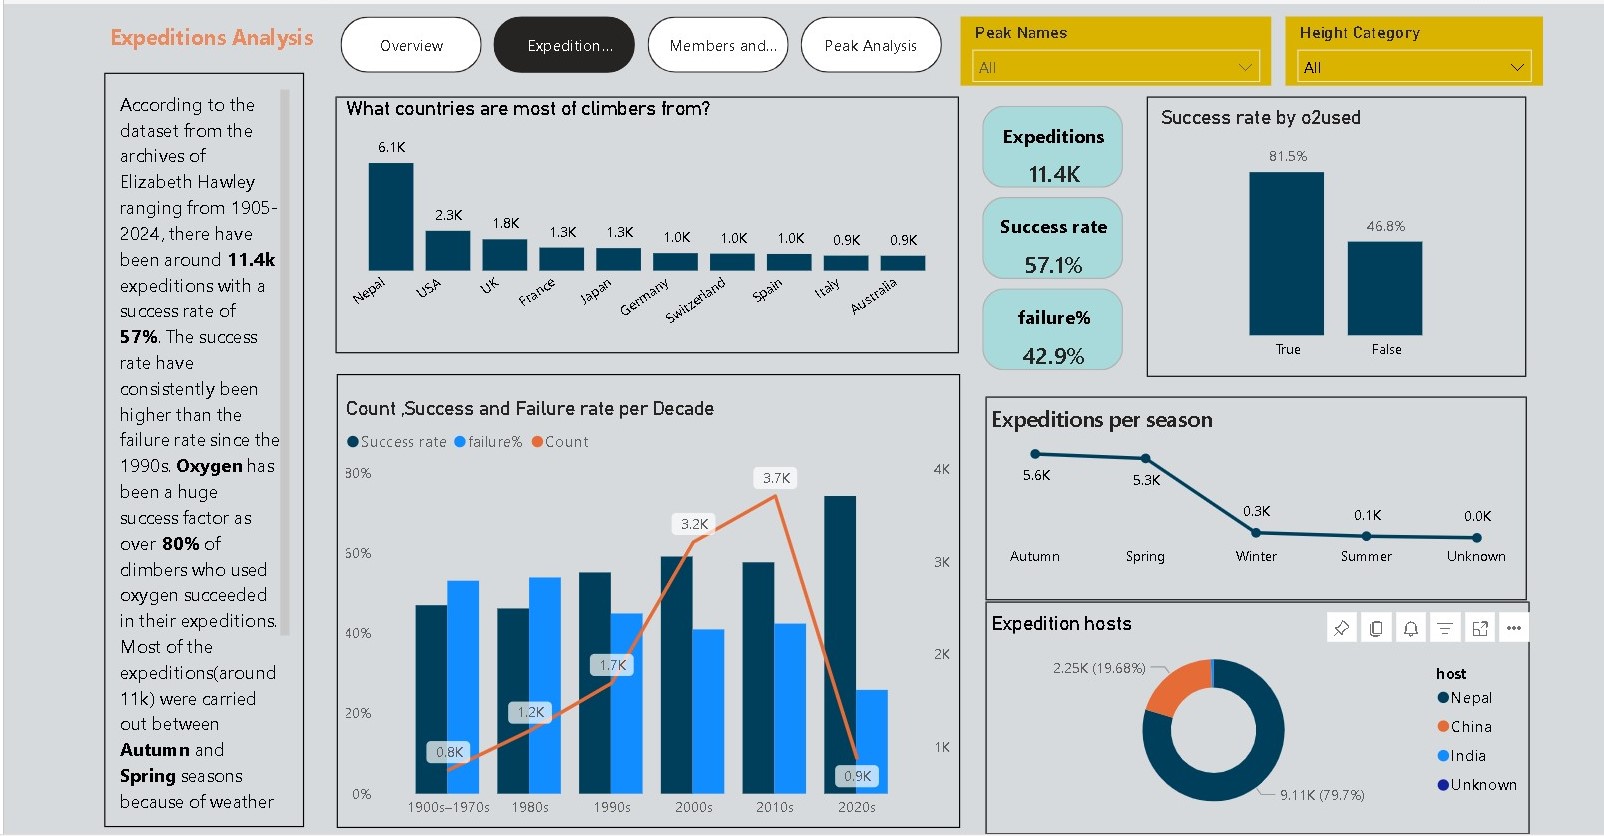 Expeditions Analysis
Overview
Expedition...
Members and...
Peak Analysis
Peak Names
All
Height Category
All
According to the
dataset from the
archives of
Elizabeth Hawley
ranging from 1905-
2024, there have
been around 11.4k
expeditions with a
success rate of
57%. The success
rate have
consistently been
higher than the
failure rate since the
1990s. Oxygen has
been a huge
success factor as
over 80% of
climbers who used
oxygen succeeded
in their expeditions.
Most of the
expeditions(around
11k) were carried
out between
Autumn and
Spring seasons
because of weather
What countries are most of climbers from?
6.1K
2.3K
1.8K
1.3K
1.3K
1.0K
1.0K
1.0K
0.9K
0.9K
Nepal
USA
UK
France
Japan
Germany
Switzerland
Spain
Italy
Australia
Expeditions
11.4K
Success rate
57.1%
failure%
42.9%
Success rate by o2used
81.5%
46.8%
True
False
Count ,Success and Failure rate per Decade
Success rate
failure%
Count
80%
60%
40%
20%
0%
4K
3K
2K
1K
0.8K
1.2K
1.7K
3.2K
3.7K
0.9K
1900s–1970s
1980s
1990s
2000s
2010s
2020s
Expeditions per season
5.6K
5.3K
0.3K
0.1K
0.0K
Autumn
Spring
Winter
Summer
Unknown
Expedition hosts
2.25K (19.68%)
9.11K (79.7%)
host
Nepal
China
India
Unknown